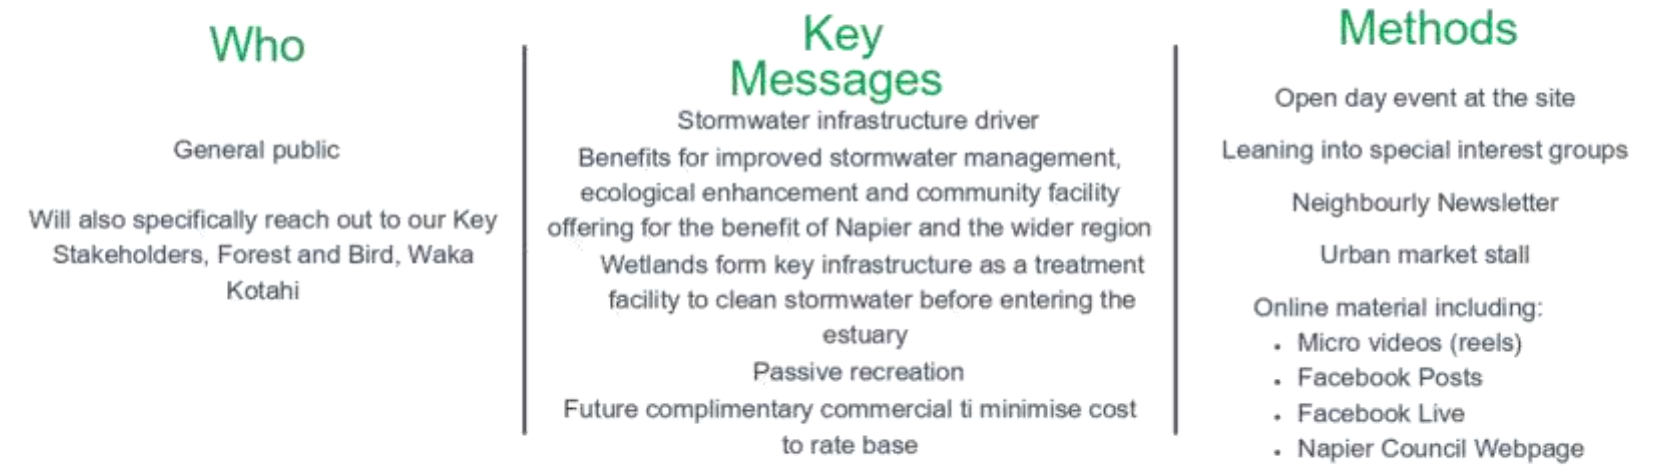 Who
General public
Will also specifically reach out to our Key
Stakeholders, Forest and Bird, Waka
Kotahi
Key
Messages
Stormwater infrastructure driver
Benefits for improved stormwater management,
ecological enhancement and community facility
offering for the benefit of Napier and the wider region
Wetlands form key infrastructure as a treatment
facility to clean stormwater before entering the
estuary
Passive recreation
Future complimentary commercial ti minimise cost
to rate base
Methods
Open day event at the site
Leaning into special interest groups
Neighbourly Newsletter
Urban market stall
Online material including:
• Micro videos (reels)
• Facebook Posts
• Facebook Live
• Napier Council Webpage